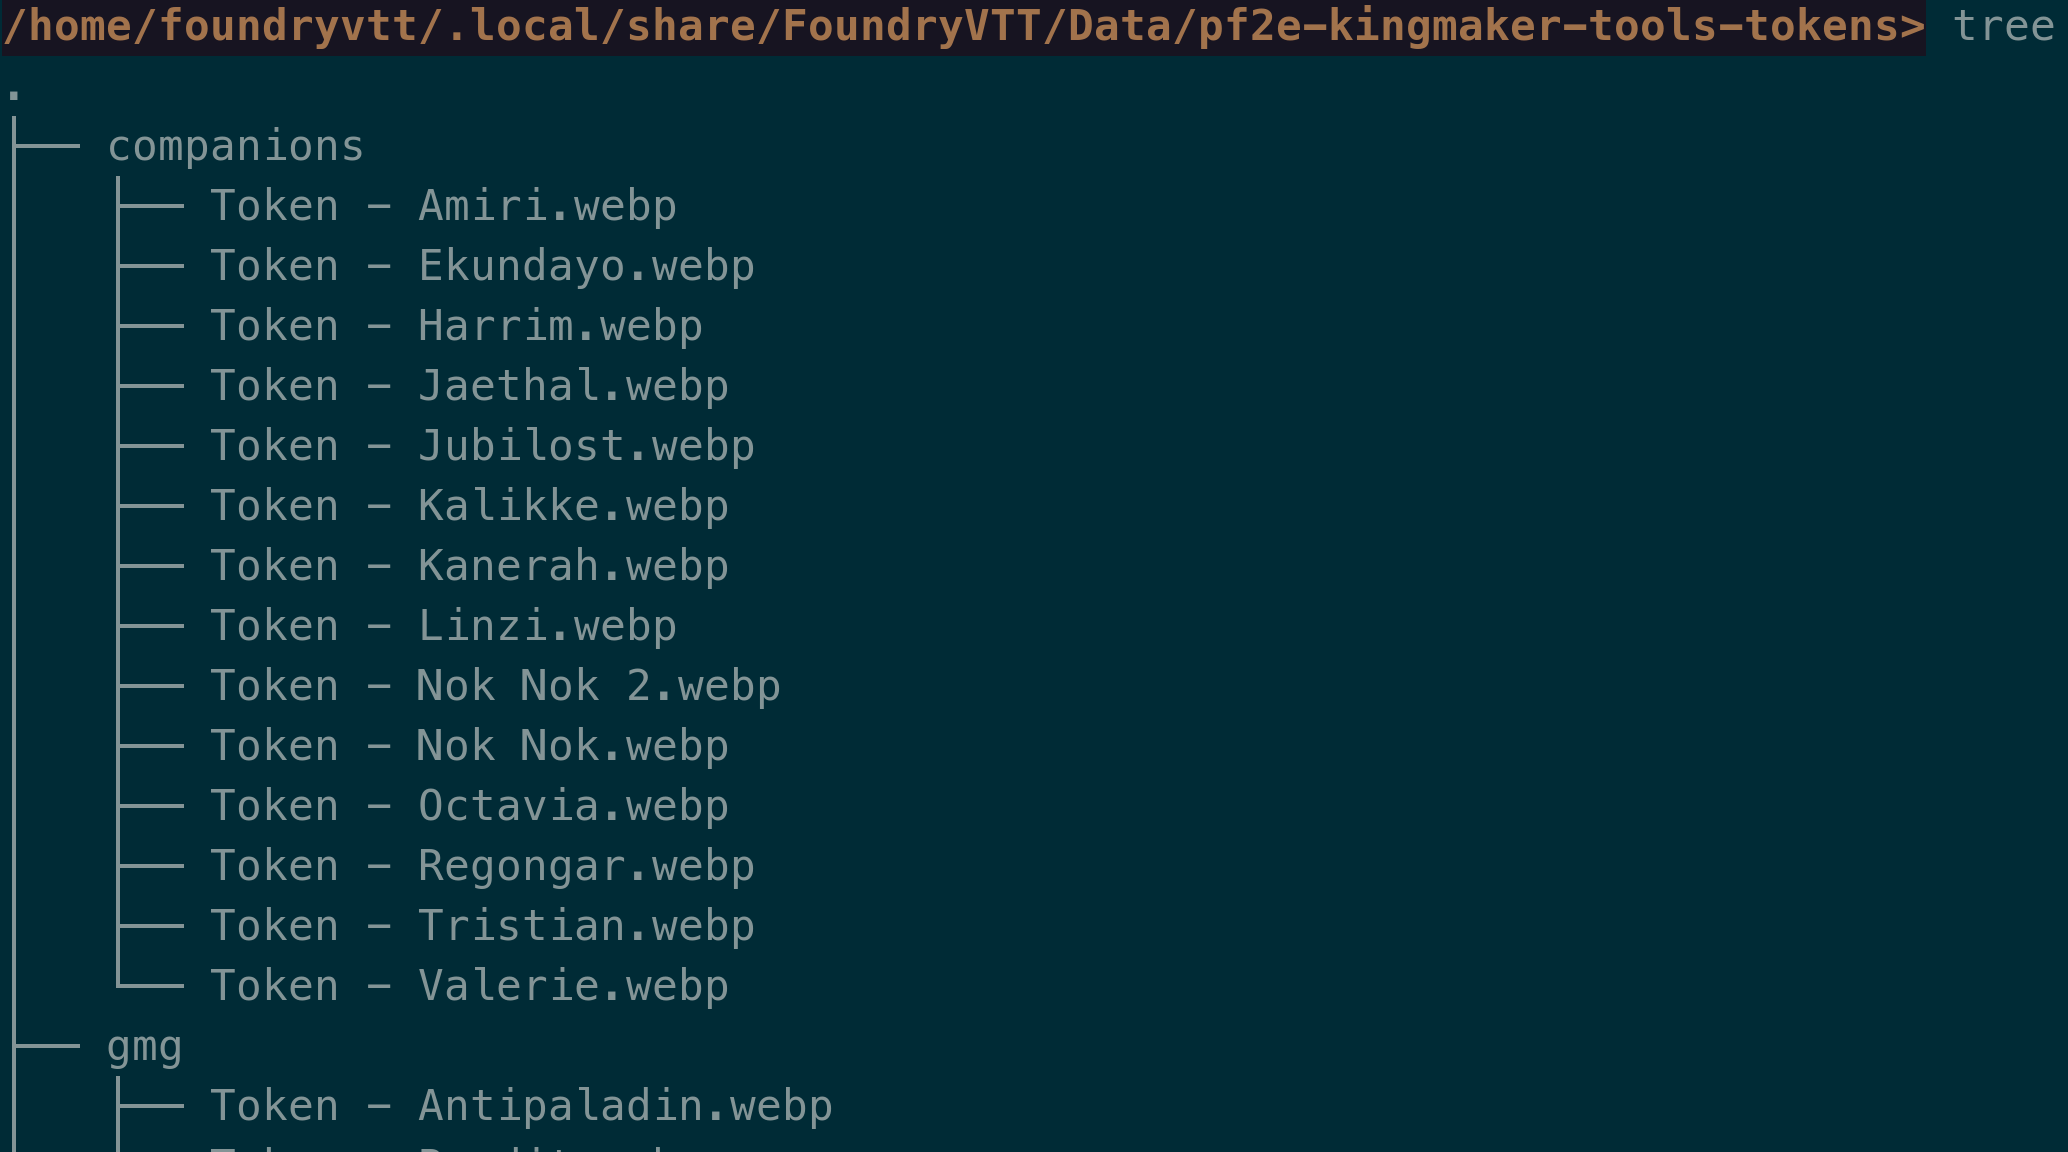 /home/foundryvtt/.local/share/FoundryVTT/Data/pf2e-kingmaker-tools-tokens> tree
.
├── companions
│   ├── Token - Amiri.webp
│   ├── Token - Ekundayo.webp
│   ├── Token - Harrim.webp
│   ├── Token - Jaethal.webp
│   ├── Token - Jubilost.webp
│   ├── Token - Kalikke.webp
│   ├── Token - Kanerah.webp
│   ├── Token - Linzi.webp
│   ├── Token - Nok Nok 2.webp
│   ├── Token - Nok Nok.webp
│   ├── Token - Octavia.webp
│   ├── Token - Regongar.webp
│   ├── Token - Tristian.webp
│   └── Token - Valerie.webp
├── gmg
│   ├── Token - Antipaladin.webp